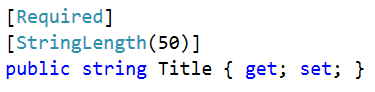 [Required]
[StringLength(50)]
public string Title { get; set; }